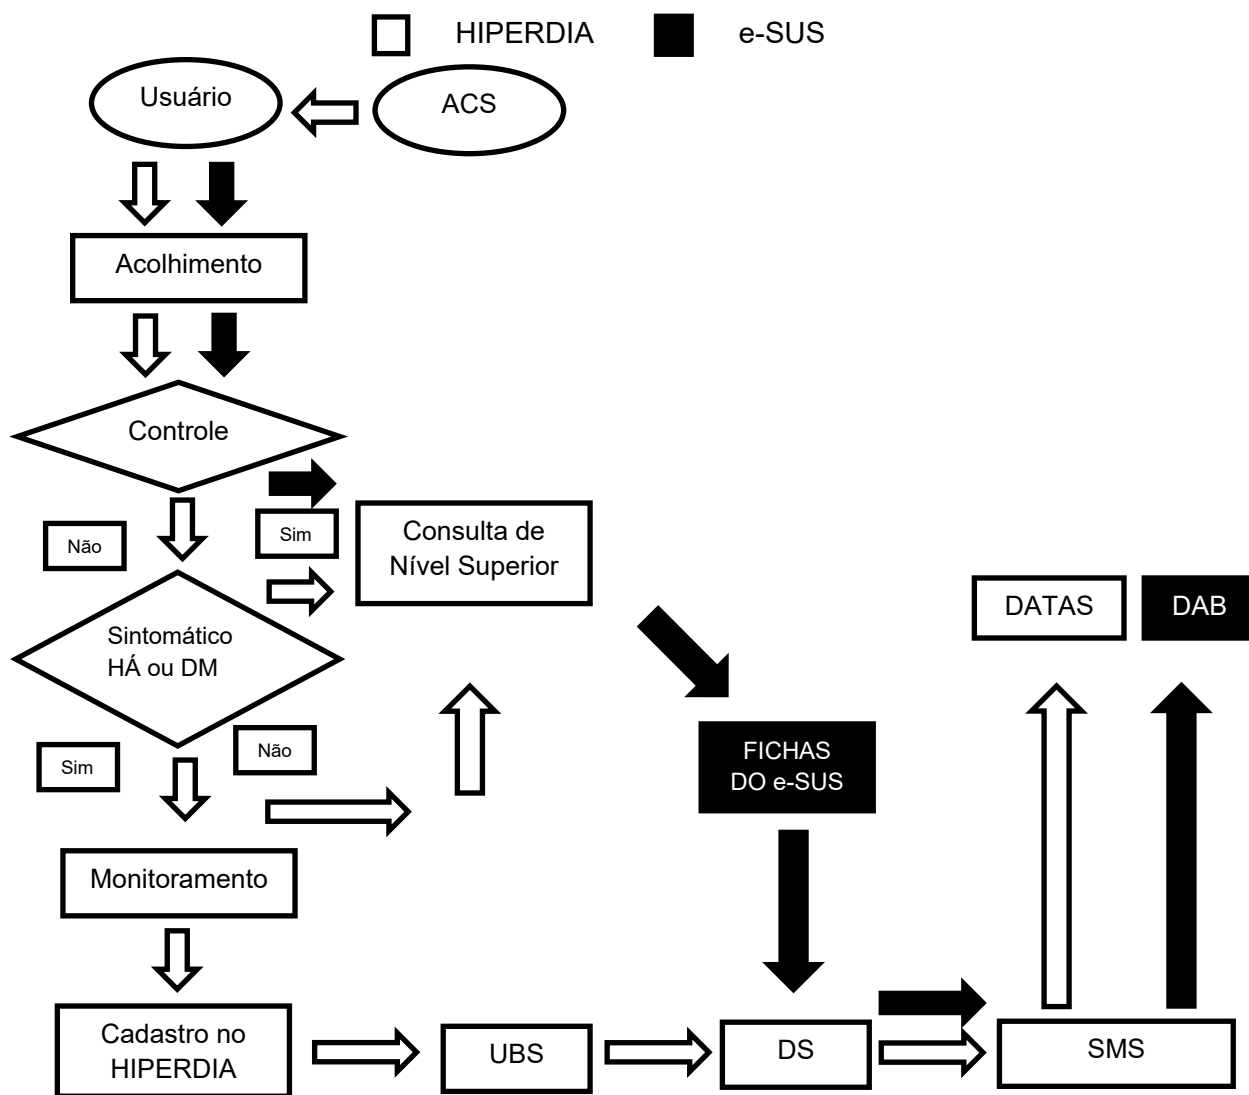 HIPERDIA e-SUS
Usuário
ACS
Acolhimento
Controle
Não
Sim
Consulta de
Nível Superior
Sintomático
HÁ ou DM
DATAS
DAB
Sim
Não
FICHAS
DO e-SUS
Monitoramento
Cadastro no
HIPERDIA
UBS
DS
SMS